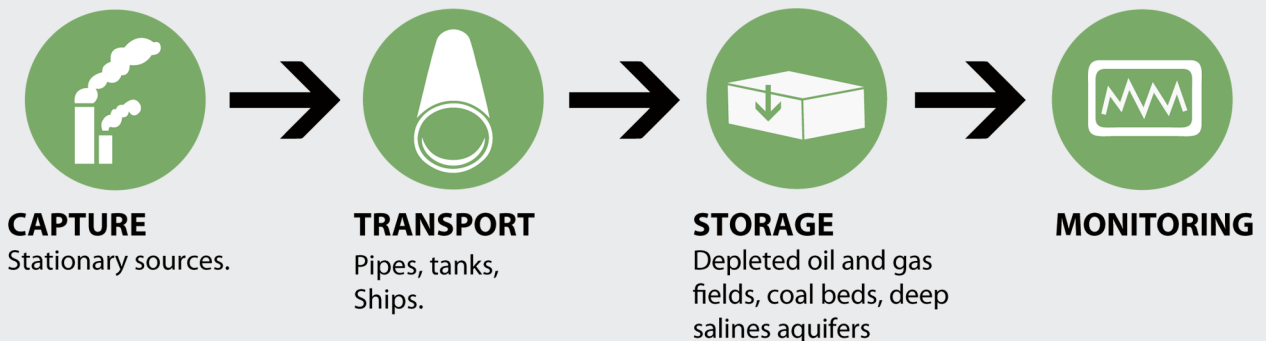 CAPTURE
Stationary sources.
TRANSPORT
Pipes, tanks,
Ships.
STORAGE
Depleted oil and gas
fields, coal beds, deep
salines aquifers
MONITORING